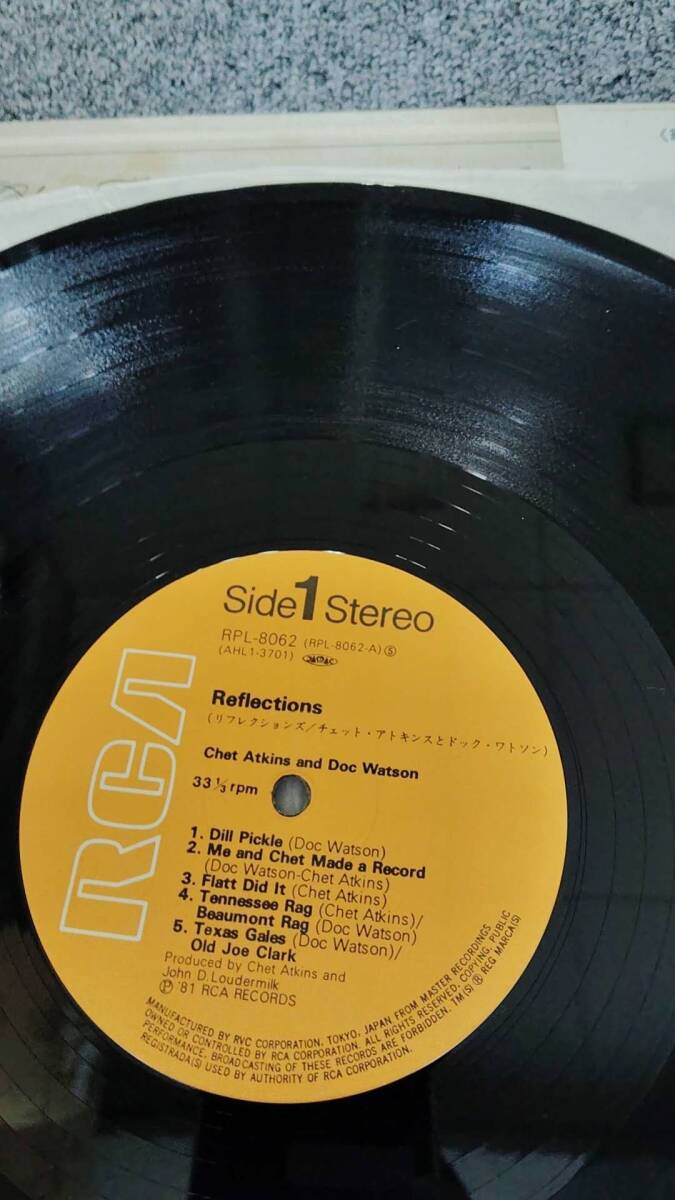 Side 1 Stereo
RPL-8062 (RPL-8062-A) Ⓢ
(AHL1-3701) JASRAC
Reflections
(リフレクションズ/チェット・アトキンスとドック・ワトソン)
Chet Atkins and Doc Watson
33 1/3 rpm
RCA
1. Dill Pickle (Doc Watson)
2. Me and Chet Made a Record
(Doc Watson-Chet Atkins)
3. Flatt Did It (Chet Atkins)
4. Tennessee Rag (Chet Atkins)/
Beaumont Rag (Doc Watson)
5. Texas Gales (Doc Watson)/
Old Joe Clark
Produced by Chet Atkins and
John D. Loudermilk
Ⓟ '81 RCA RECORDS
MANUFACTURED BY RVC CORPORATION, TOKYO, JAPAN FROM MASTER RECORDINGS
OWNED OR CONTROLLED BY RCA CORPORATION. ALL RIGHTS RESERVED. COPYING, PUBLIC
PERFORMANCE, BROADCASTING OF THESE RECORDS ARE FORBIDDEN. TM(S) ® REG. MARCA(S)
REGISTRADA(S) USED BY AUTHORITY OF RCA CORPORATION.